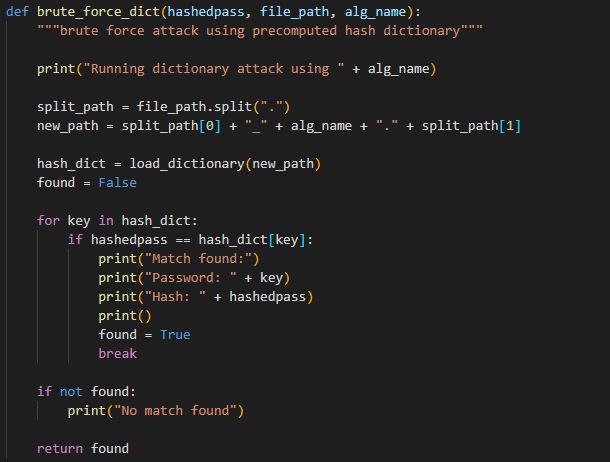 def brute_force_dict(hashedpass, file_path, alg_name):
    """brute force attack using precomputed hash dictionary"""

    print("Running dictionary attack using " + alg_name)

    split_path = file_path.split(".")
    new_path = split_path[0] + "_" + alg_name + "." + split_path[1]

    hash_dict = load_dictionary(new_path)
    found = False

    for key in hash_dict:
        if hashedpass == hash_dict[key]:
            print("Match found:")
            print("Password: " + key)
            print("Hash: " + hashedpass)
            print()
            found = True
            break

    if not found:
        print("No match found")

    return found